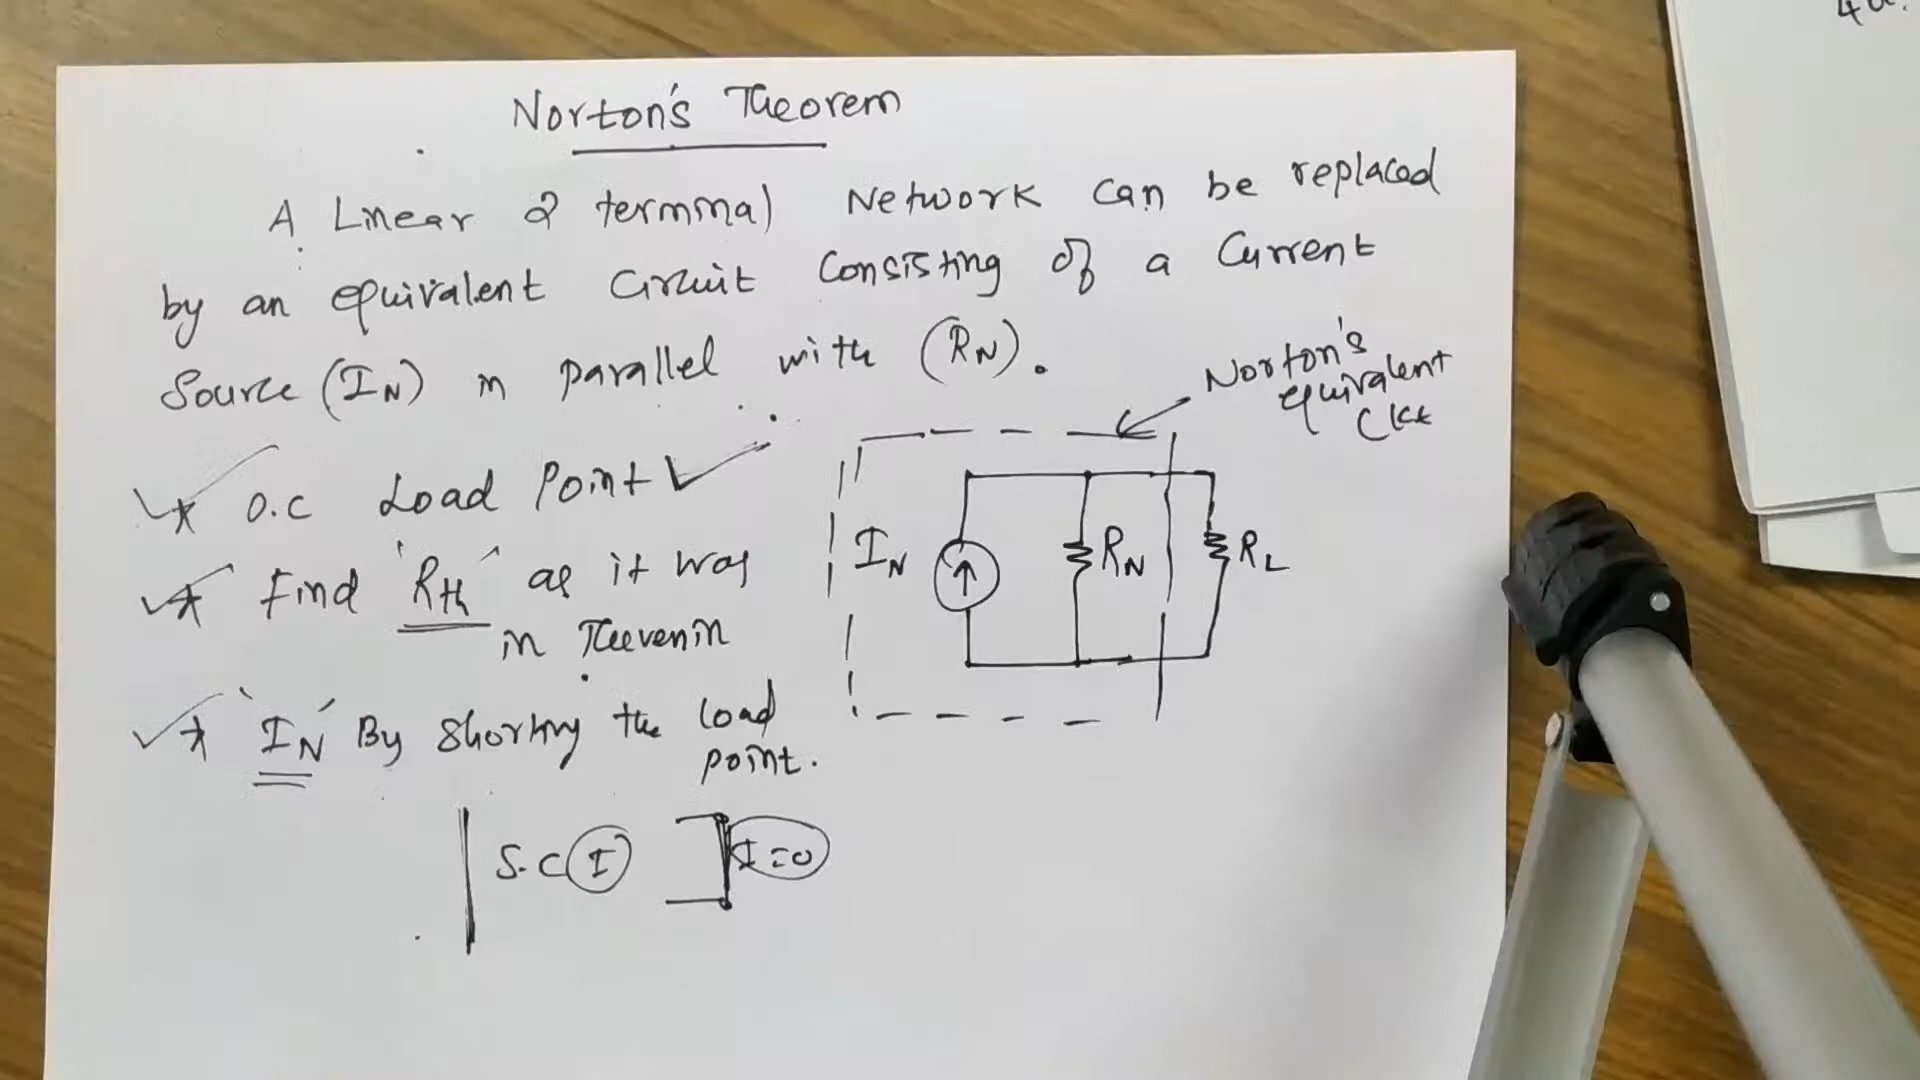 Norton's Theorem
A Linear 2 terminal Network can be replaced
by an equivalent Circuit Consisting of a Current
Source (IN) in parallel with (RN).
Norton's
equivalent
Ckt
* O.C Load Point
* Find 'Rth' as it was
in Thevenin
* 'IN' By Shorting the load
point.
IN
RN
RL
S.C I
I=0